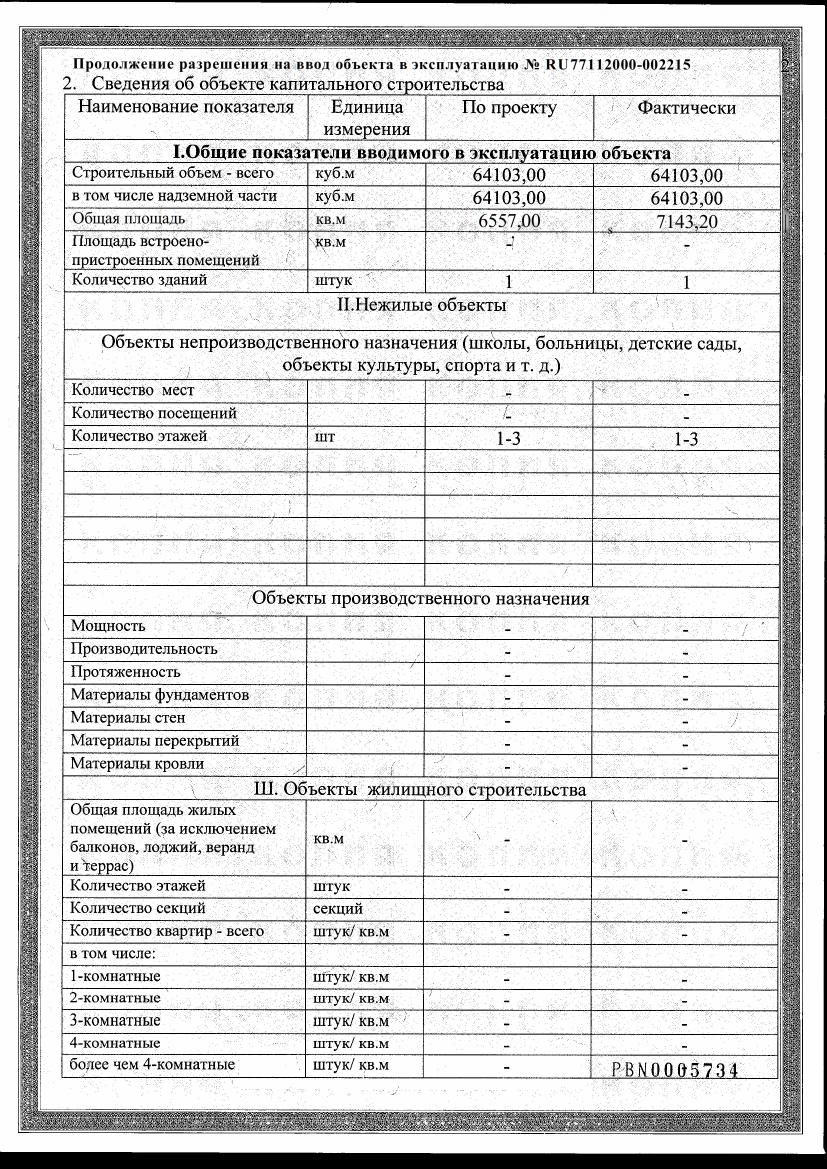 Продолжение разрешения на ввод объекта в эксплуатацию № RU77112000-002215
2. Сведения об объекте капитального строительства
Наименование показателя Единица измерения По проекту Фактически
I.Общие показатели вводимого в эксплуатацию объекта
Строительный объем - всего куб.м 64103,00 64103,00
в том числе надземной части куб.м 64103,00 64103,00
Общая площадь кв.м 6557,00 7143,20
Площадь встроено- кв.м - -
пристроенных помещений
Количество зданий штук 1 1
II.Нежилые объекты
Объекты непроизводственного назначения (школы, больницы, детские сады,
объекты культуры, спорта и т. д.)
Количество мест - -
Количество посещений - -
Количество этажей шт 1-3 1-3
Объекты производственного назначения
Мощность - -
Производительность - -
Протяженность - -
Материалы фундаментов - -
Материалы стен - -
Материалы перекрытий - -
Материалы кровли - -
III. Объекты жилищного строительства
Общая площадь жилых
помещений (за исключением
балконов, лоджий, веранд
и террас) кв.м - -
Количество этажей штук - -
Количество секций секций - -
Количество квартир - всего штук/ кв.м - -
в том числе: - -
1-комнатные штук/ кв.м - -
2-комнатные штук/ кв.м - -
3-комнатные штук/ кв.м - -
4-комнатные штук/ кв.м - -
более чем 4-комнатные штук/ кв.м - -
PBN0005734